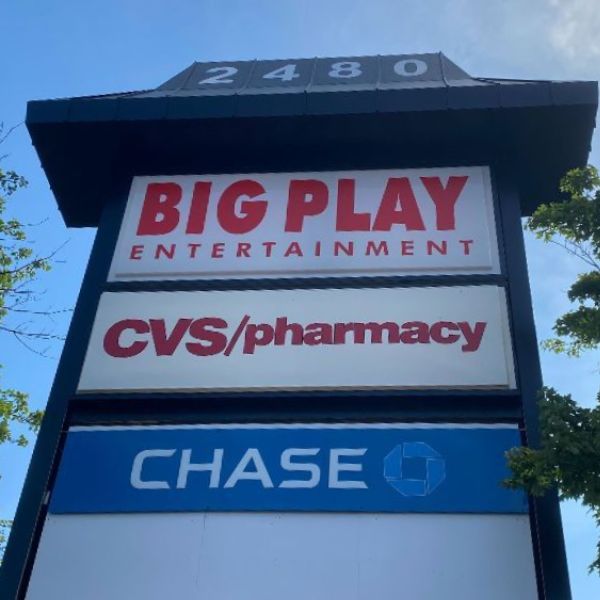 2480
BIG PLAY
ENTERTAINMENT
CVS/pharmacy
CHASE